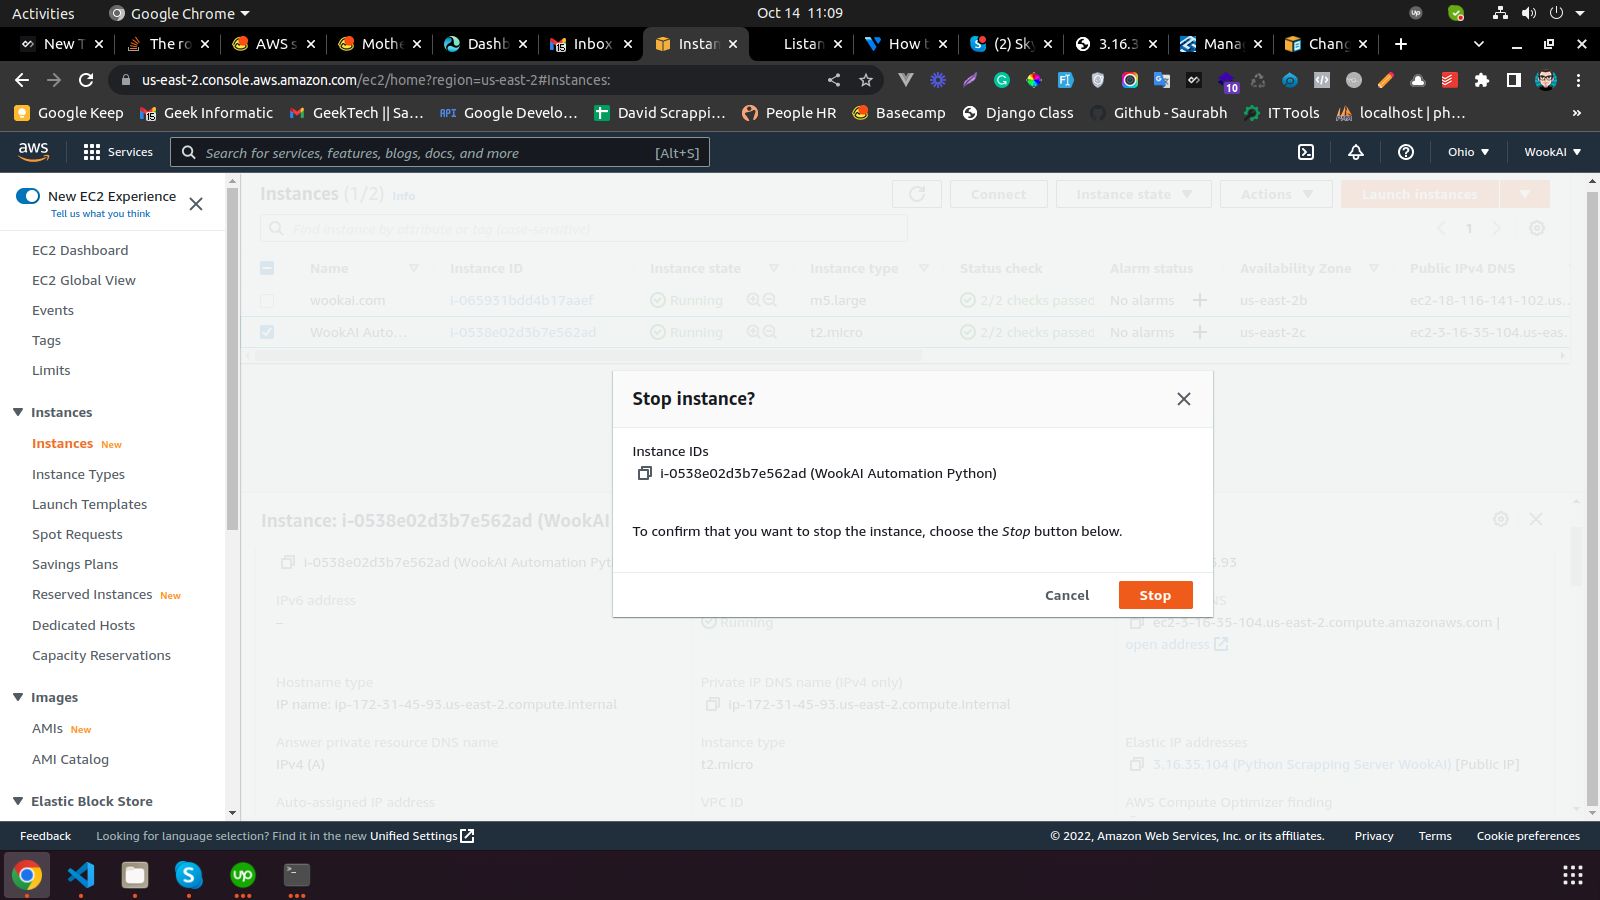 Activities
Google Chrome
Oct 14 11:09
New T
The ro
AWS s
Mothe
Dashb
Inbox
Instan
Listan
How t
(2) Sky
3.16.3
Manag
Chang
us-east-2.console.aws.amazon.com/ec2/home?region=us-east-2#Instances:
10
Google Keep
Geek Informatic
GeekTech || Sa...
API Google Develo...
David Scrappi...
People HR
Basecamp
Django Class
Github - Saurabh
IT Tools
localhost | ph...
»
aws
Services
Search for services, features, blogs, docs, and more
[Alt+S]
Ohio
WookAI
New EC2 Experience
Tell us what you think
EC2 Dashboard
EC2 Global View
Events
Tags
Limits
Instances
Instances New
Instance Types
Launch Templates
Spot Requests
Savings Plans
Reserved Instances New
Dedicated Hosts
Capacity Reservations
Images
AMIs New
AMI Catalog
Elastic Block Store
Instances (1/2) Info
Connect
Instance state
Actions
Launch instances
Find instance by attribute or tag (case-sensitive)
1
Name
Instance ID
Instance state
Instance type
Status check
Alarm status
Availability Zone
Public IPv4 DNS
wookai.com
i-065931bdd4b17aaef
Running
m5.large
2/2 checks passed
No alarms
us-east-2b
ec2-18-116-141-102.us...
WookAI Auto...
i-0538e02d3b7e562ad
Running
t2.micro
2/2 checks passed
No alarms
us-east-2c
ec2-3-16-35-104.us-eas...
Stop instance?
Instance IDs
i-0538e02d3b7e562ad (WookAI Automation Python)
To confirm that you want to stop the instance, choose the Stop button below.
Cancel
Stop
Instance: i-0538e02d3b7e562ad (WookAI
i-0538e02d3b7e562ad (WookAI Automation Pyt
.93
IPv6 address
–
Running
ec2-3-16-35-104.us-east-2.compute.amazonaws.com |
open address
Hostname type
IP name: ip-172-31-45-93.us-east-2.compute.internal
Private IP DNS name (IPv4 only)
ip-172-31-45-93.us-east-2.compute.internal
Answer private resource DNS name
IPv4 (A)
Instance type
t2.micro
Elastic IP addresses
3.16.35.104 (Python Scrapping Server WookAI) [Public IP]
Auto-assigned IP address
VPC ID
AWS Compute Optimizer finding
Feedback
Looking for language selection? Find it in the new Unified Settings
© 2022, Amazon Web Services, Inc. or its affiliates.
Privacy
Terms
Cookie preferences